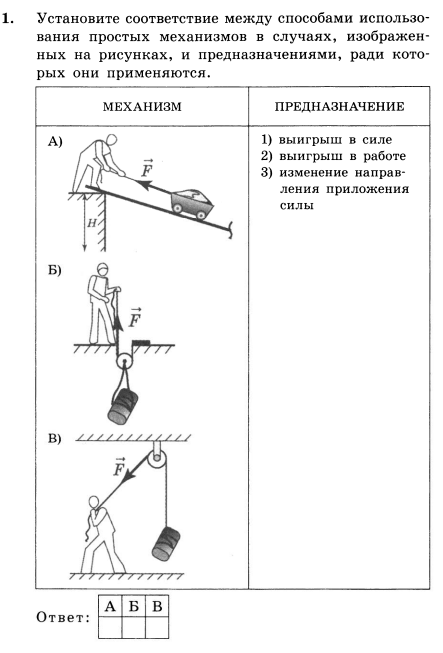 1. Установите соответствие между способами использо-
вания простых механизмов в случаях, изображен-
ных на рисунках, и предназначениями, ради кото-
рых они применяются.
МЕХАНИЗМ
ПРЕДНАЗНАЧЕНИЕ
А)
F
H
1) выигрыш в силе
2) выигрыш в работе
3) изменение направ-
ления приложения
силы
Б)
F
В)
F
Ответ:
А Б В